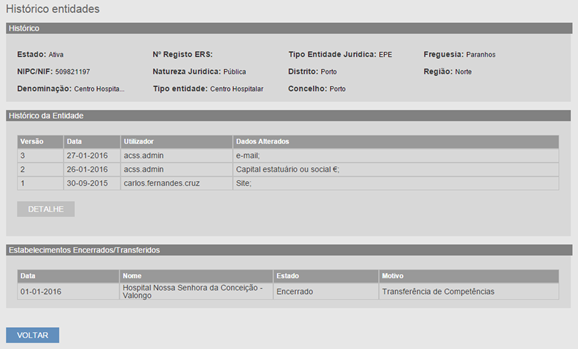 Histórico entidades
Histórico
Estado: Ativa Nº Registo ERS: Tipo Entidade Juridica: EPE Freguesia: Paranhos
NIPC/NIF: 509821197 Natureza Juridica: Pública Distrito: Porto Região: Norte
Denominação: Centro Hospita... Tipo entidade: Centro Hospitalar Concelho: Porto
Histórico da Entidade
Versão Data Utilizador Dados Alterados
3 27-01-2016 acss.admin e-mail;
2 26-01-2016 acss.admin Capital estatuário ou social €;
1 30-09-2015 carlos.fernandes.cruz Site;
DETALHE
Estabelecimentos Encerrados/Transferidos
Data Nome Estado Motivo
01-01-2016 Hospital Nossa Senhora da Conceição - Encerrado Transferência de Competências
Valongo
VOLTAR